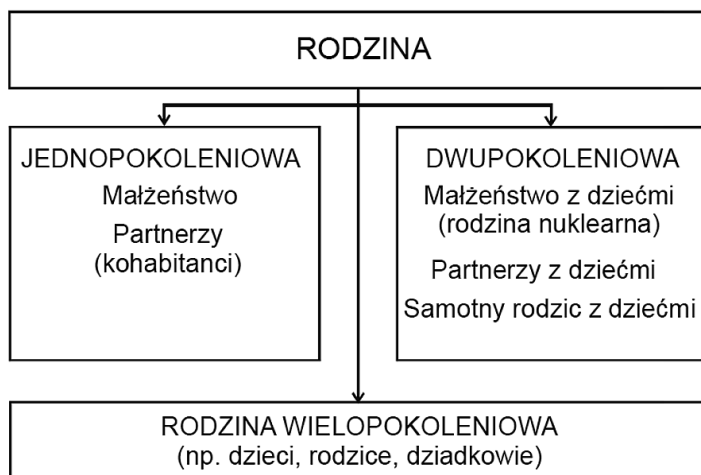 RODZINA
JEDNOPOKOLENIOWA
Małżeństwo
Partnerzy
(kohabitanci)
DWUPOKOLENIOWA
Małżeństwo z dziećmi
(rodzina nuklearna)
Partnerzy z dziećmi
Samotny rodzic z dziećmi
RODZINA WIELOPOKOLENIOWA
(np. dzieci, rodzice, dziadkowie)